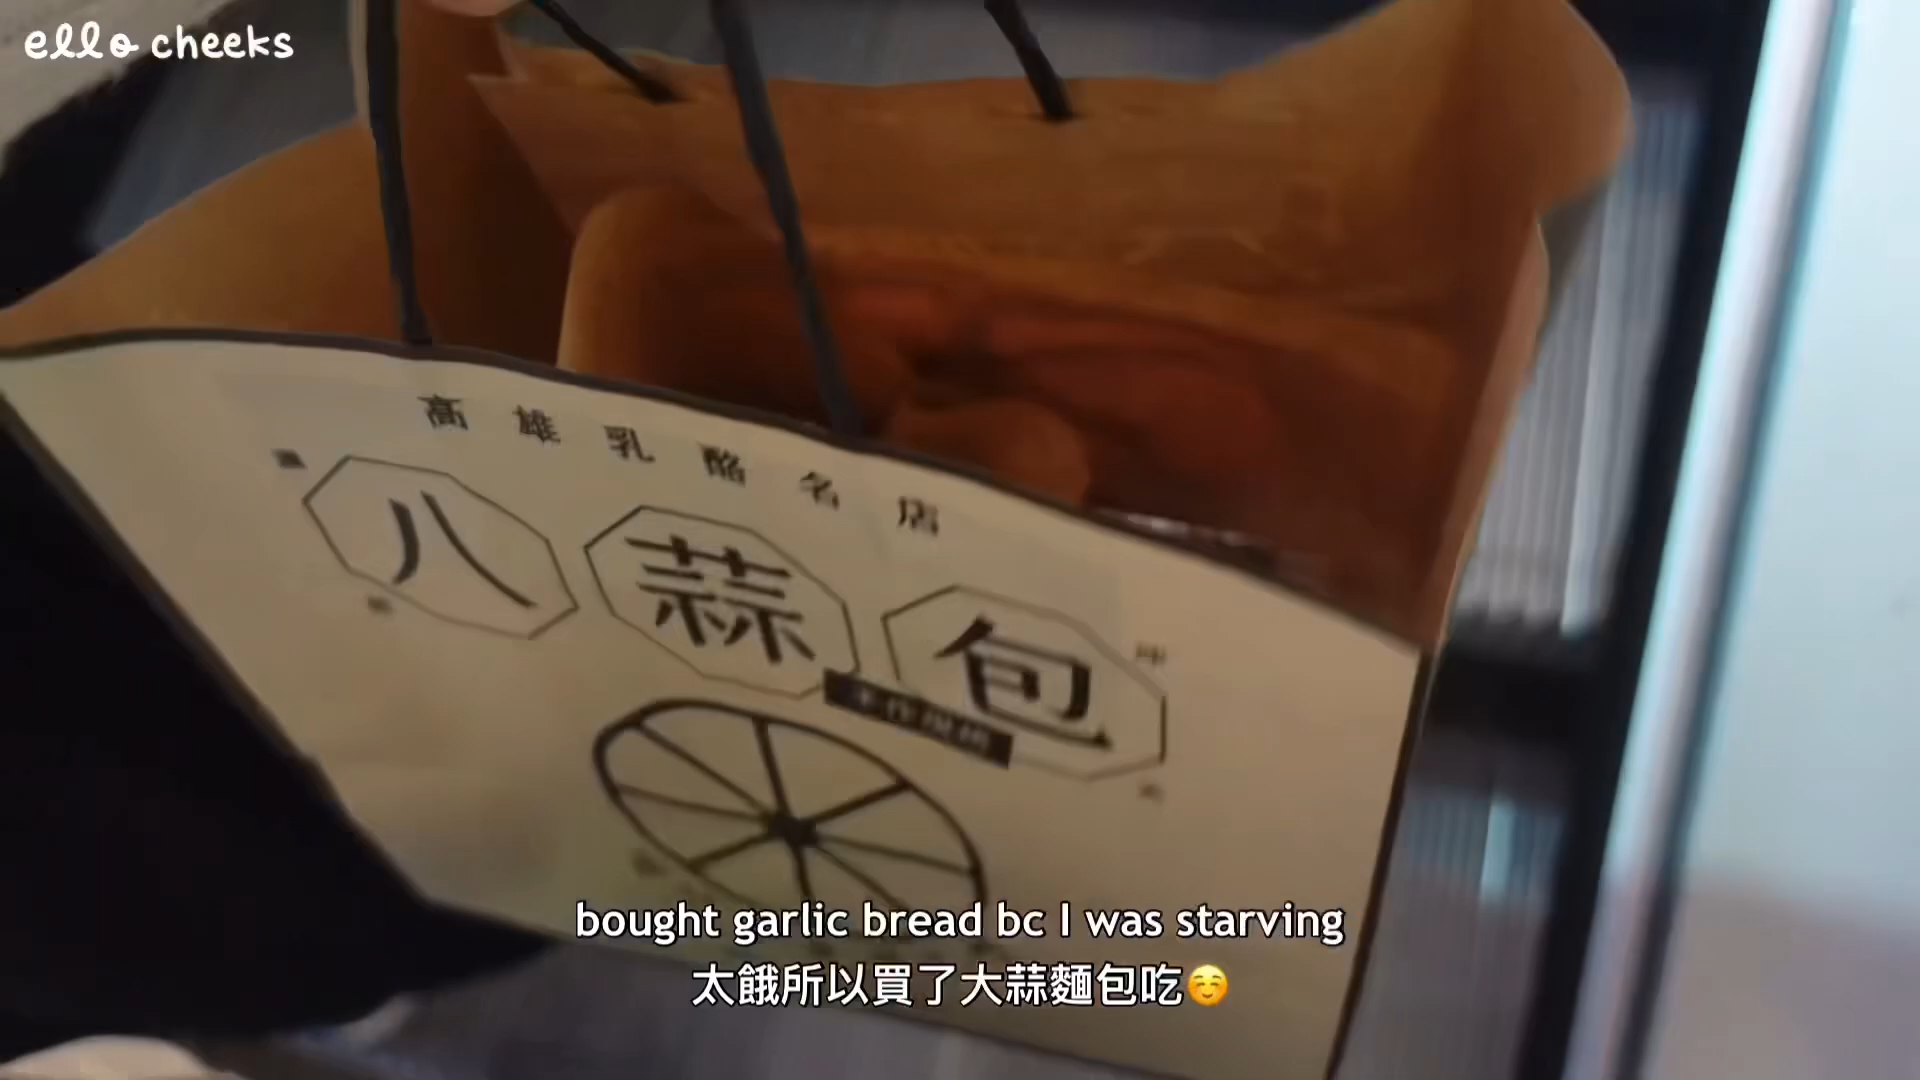 ello cheeks
高雄乳酪名店
八蒜包
bought garlic bread bc I was starving
太餓所以買了大蒜麵包吃☺️